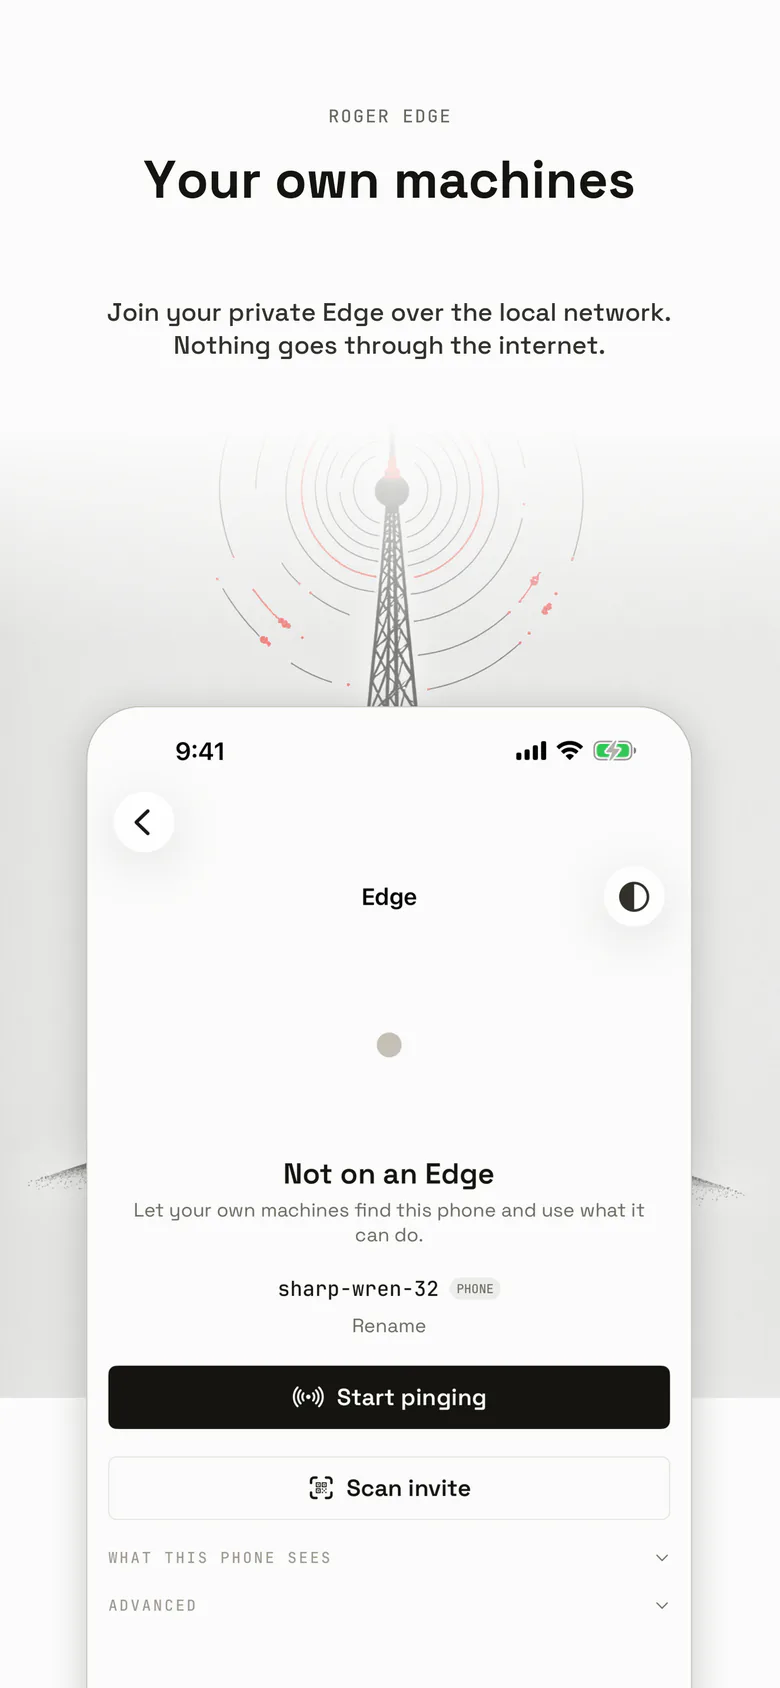 ROGER EDGE
Your own machines
Join your private Edge over the local network.
Nothing goes through the internet.
9:41
Edge
Not on an Edge
Let your own machines find this phone and use what it
can do.
sharp-wren-32 PHONE
Rename
Start pinging
Scan invite
WHAT THIS PHONE SEES
ADVANCED